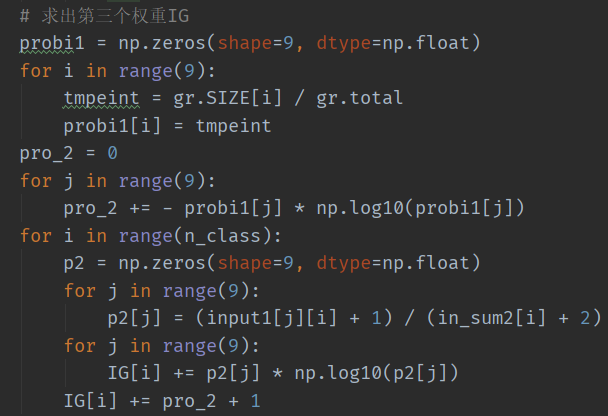 # 求出第三个权重IG
probi1 = np.zeros(shape=9, dtype=np.float)
for i in range(9):
    tmpeint = gr.SIZE[i] / gr.total
    probi1[i] = tmpeint
pro_2 = 0
for j in range(9):
    pro_2 += - probi1[j] * np.log10(probi1[j])
for i in range(n_class):
    p2 = np.zeros(shape=9, dtype=np.float)
    for j in range(9):
        p2[j] = (input1[j][i] + 1) / (in_sum2[i] + 2)
    for j in range(9):
        IG[i] += p2[j] * np.log10(p2[j])
    IG[i] += pro_2 + 1